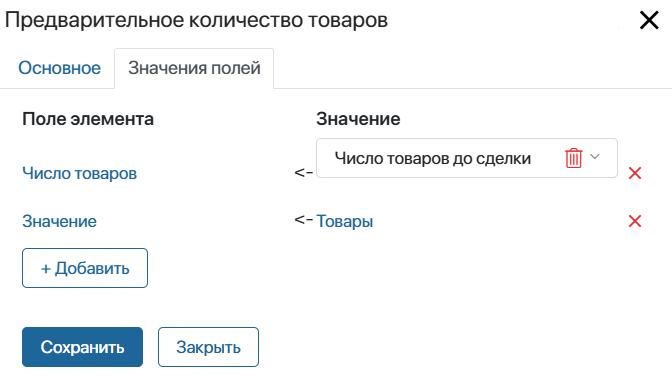 Предварительное количество товаров
Основное Значения полей
Поле элемента Значение
Число товаров <- Число товаров до сделки
Значение <- Товары
+ Добавить
Сохранить Закрыть